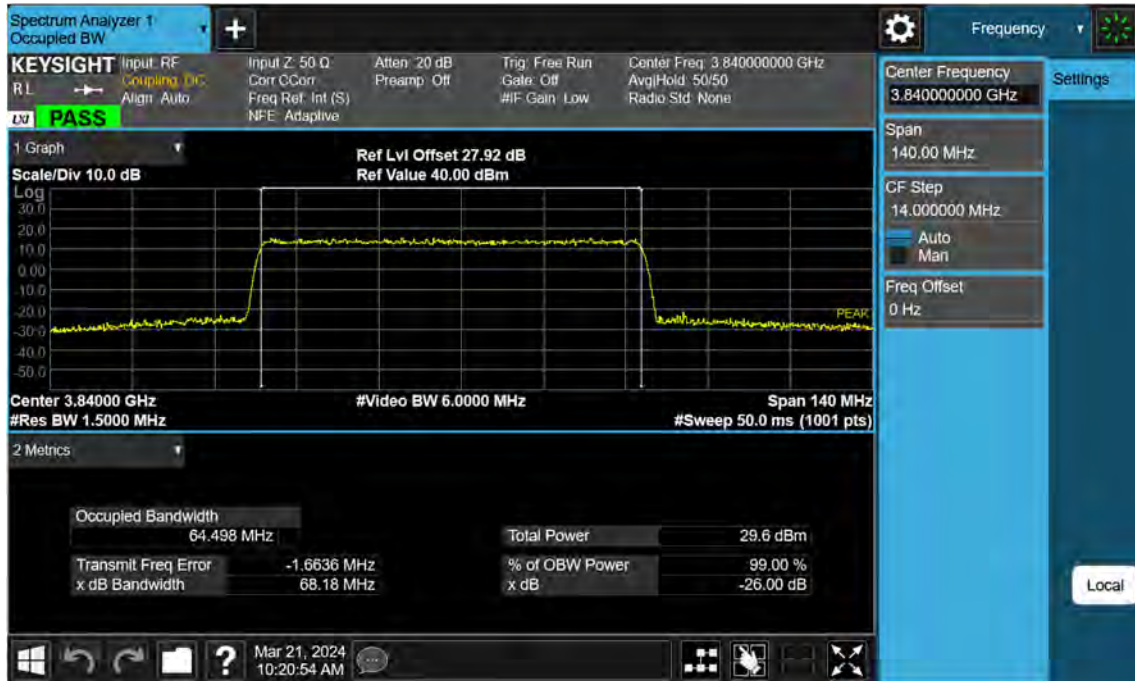 Spectrum Analyzer 1
Occupied BW
+
Frequency
KEYSIGHT
RL
LXI
PASS
Input: RF
Coupling: DC
Align: Auto
Input Z: 50 Ω
Corr CCorr
Freq Ref: Int (S)
NFE: Adaptive
Atten: 20 dB
Preamp: Off
Trig: Free Run
Gate: Off
#IF Gain: Low
Center Freq: 3.840000000 GHz
Avg|Hold: 50/50
Radio Std: None
1 Graph
Scale/Div 10.0 dB
Ref Lvl Offset 27.92 dB
Ref Value 40.00 dBm
Log
30.0
20.0
10.0
0.00
-10.0
-20.0
-30.0
-40.0
-50.0
PEAK
Center 3.84000 GHz
#Res BW 1.5000 MHz
#Video BW 6.0000 MHz
Span 140 MHz
#Sweep 50.0 ms (1001 pts)
2 Metrics
Occupied Bandwidth
64.498 MHz
Transmit Freq Error -1.6636 MHz
x dB Bandwidth 68.18 MHz
Total Power 29.6 dBm
% of OBW Power 99.00 %
x dB -26.00 dB
?
Mar 21, 2024
10:20:54 AM
Center Frequency
3.840000000 GHz
Span
140.00 MHz
CF Step
14.000000 MHz
Auto
Man
Freq Offset
0 Hz
Settings
Local